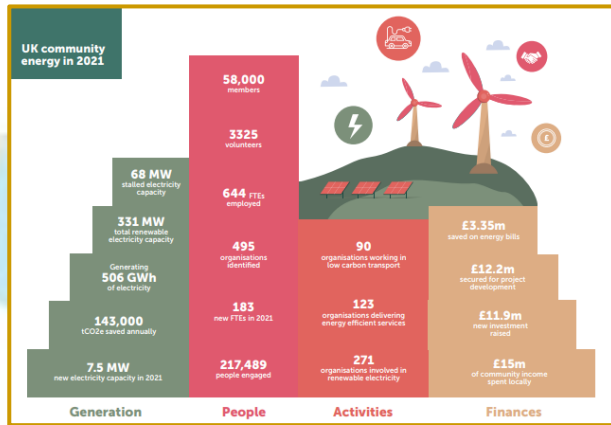 UK community
energy in 2021
68 MW
stalled electricity
capacity
331 MW
total renewable
electricity capacity
Generating
506 GWh
of electricity
143,000
tCO2e saved annually
7.5 MW
new electricity capacity in 2021
Generation
58,000
members
3325
volunteers
644 FTEs
employed
495
organisations
identified
183
new FTEs in 2021
217,489
people engaged
People
90
organisations working in
low carbon transport
123
organisations delivering
energy efficient services
271
organisations involved in
renewable electricity
Activities
£
£3.35m
saved on energy bills
£12.2m
secured for project
development
£11.9m
new investment
raised
£15m
of community income
spent locally
Finances